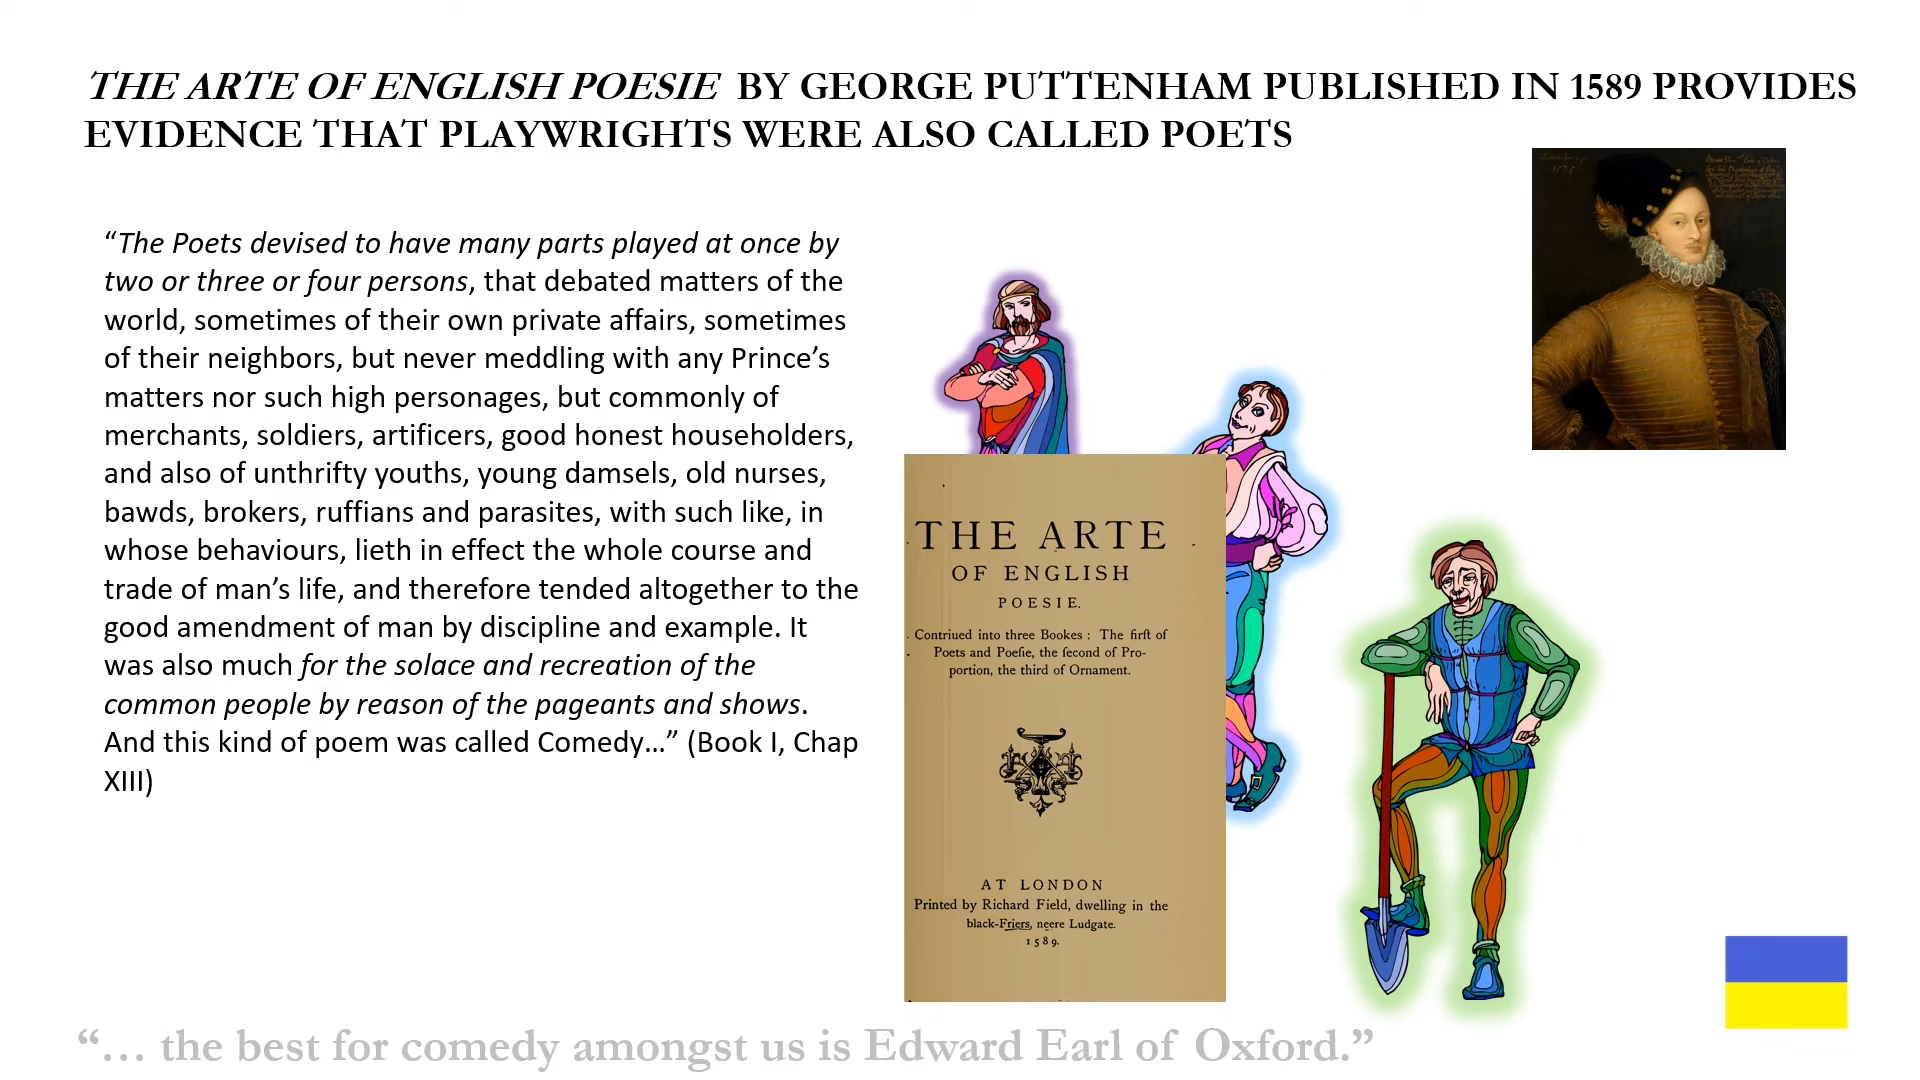 THE ARTE OF ENGLISH POESIE BY GEORGE PUTTENHAM PUBLISHED IN 1589 PROVIDES
EVIDENCE THAT PLAYWRIGHTS WERE ALSO CALLED POETS
“The Poets devised to have many parts played at once by
two or three or four persons, that debated matters of the
world, sometimes of their own private affairs, sometimes
of their neighbors, but never meddling with any Prince’s
matters nor such high personages, but commonly of
merchants, soldiers, artificers, good honest householders,
and also of unthrifty youths, young damsels, old nurses,
bawds, brokers, ruffians and parasites, with such like, in
whose behaviours, lieth in effect the whole course and
trade of man’s life, and therefore tended altogether to the
good amendment of man by discipline and example. It
was also much for the solace and recreation of the
common people by reason of the pageants and shows.
And this kind of poem was called Comedy…” (Book I, Chap
XIII)
THE ARTE
OF ENGLISH
POESIE.
Contriued into three Bookes : The firſt of
Poets and Poeſie, the ſecond of Pro-
portion, the third of Ornament.
AT LONDON
Printed by Richard Field, dwelling in the
black-Friers, neere Ludgate.
1589.
“… the best for comedy amongst us is Edward Earl of Oxford.”